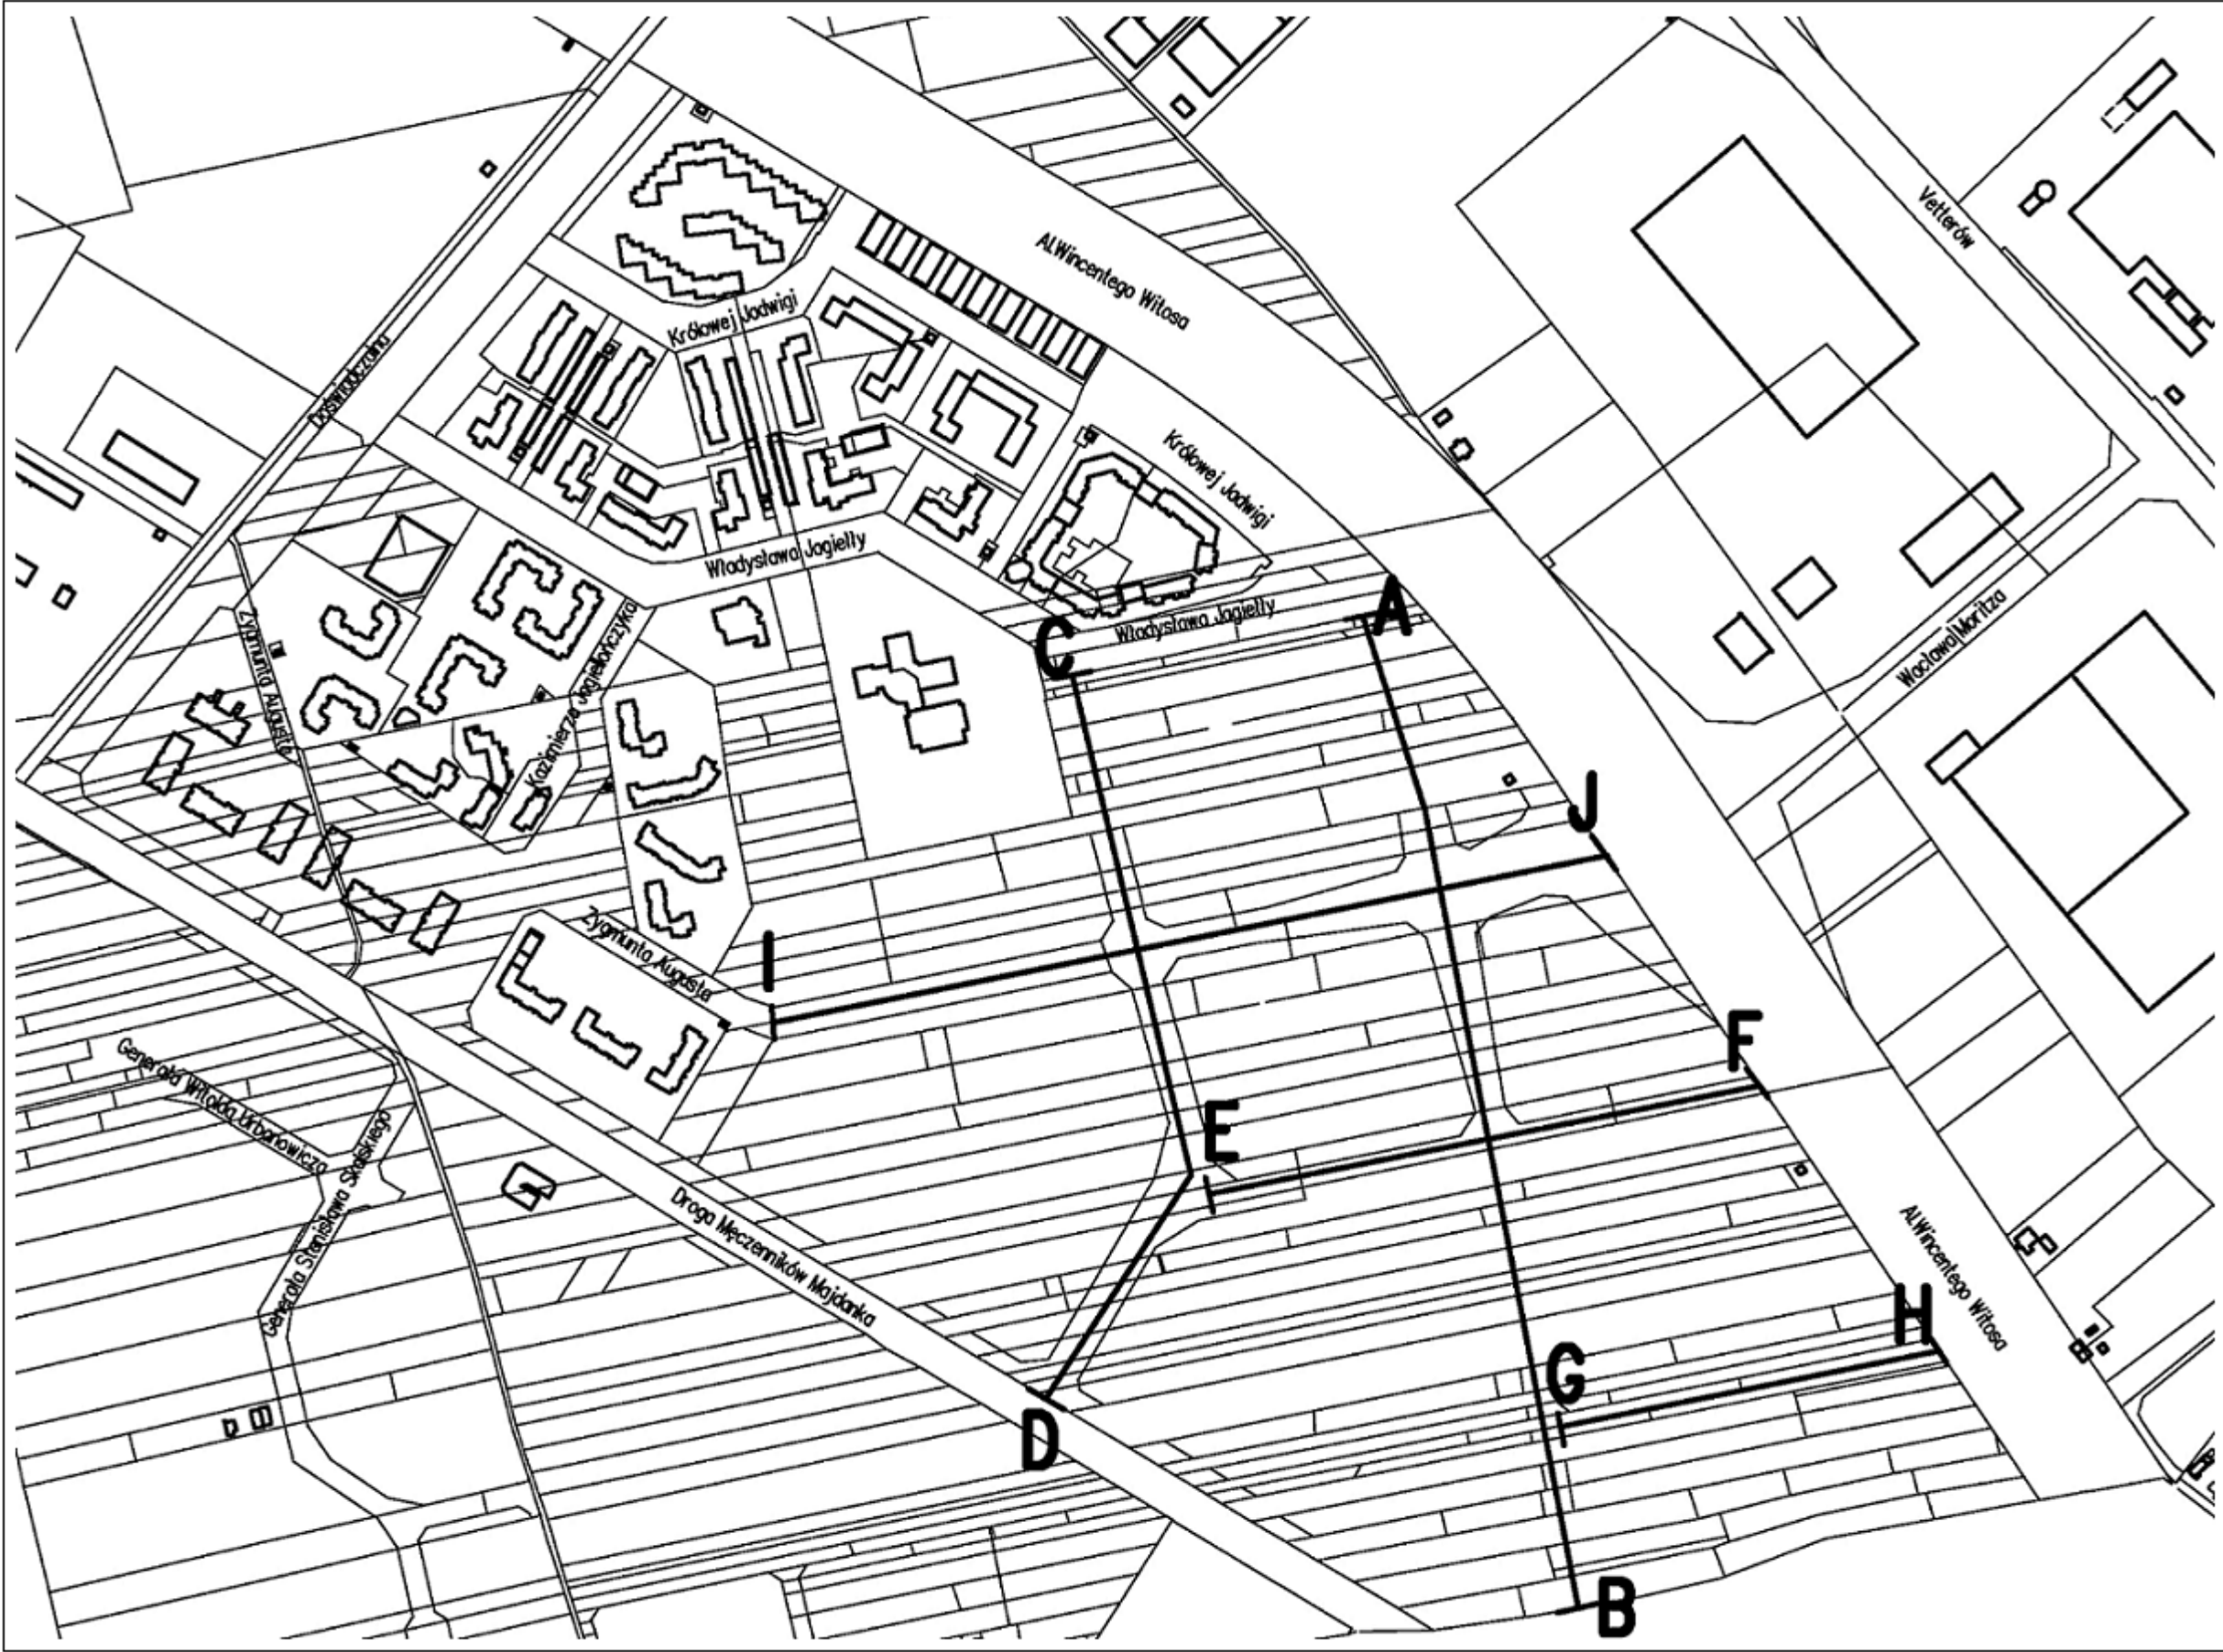 Vetterów
Al.Wincentego Witosa
Królowej Jadwigi
Doświadczalna
Królowej Jadwigi
Władysława Jagiełły
Wacława Moritza
A
Władysława Jagiełły
C
Zygmunta Augusta
Kazimierza Jagiellończyka
J
I
Zygmunta Augusta
F
Generała Witolda Urbanowicza
E
Generała Stanisława Skalskiego
Droga Męczenników Majdanka
Al.Wincentego Witosa
H
G
D
B